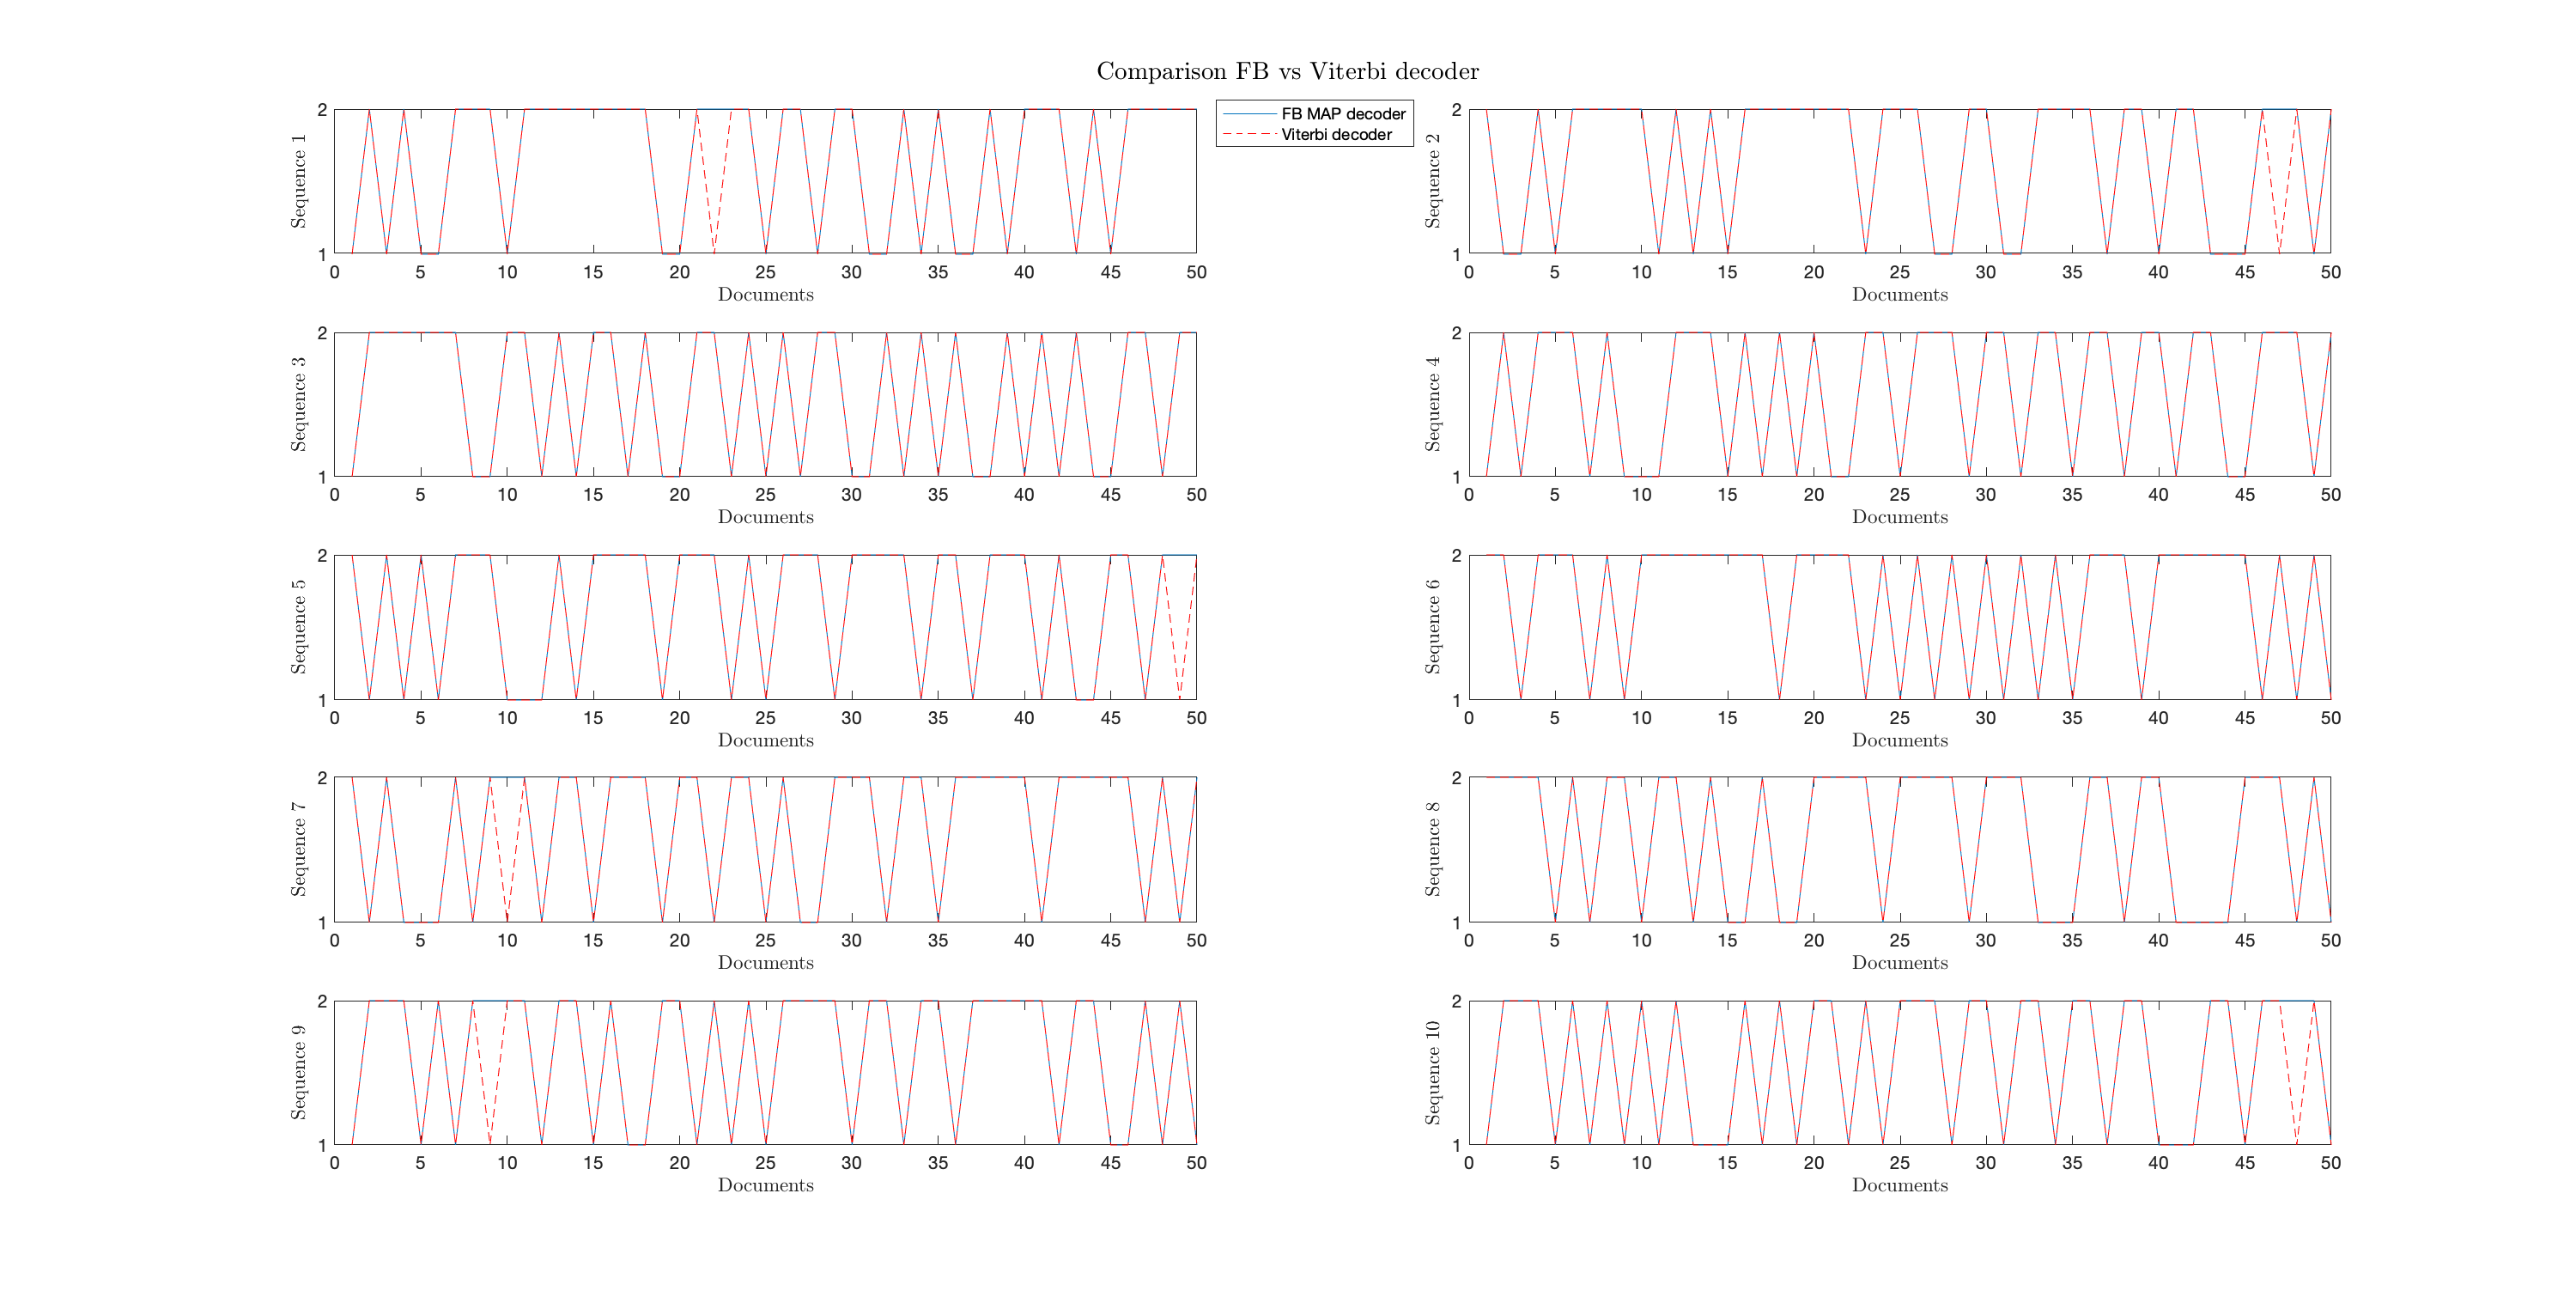 Comparison FB vs Viterbi decoder
FB MAP decoder
Viterbi decoder
2
1
Sequence 1
0 5 10 15 20 25 30 35 40 45 50
Documents
2
1
Sequence 2
0 5 10 15 20 25 30 35 40 45 50
Documents
2
1
Sequence 3
0 5 10 15 20 25 30 35 40 45 50
Documents
2
1
Sequence 4
0 5 10 15 20 25 30 35 40 45 50
Documents
2
1
Sequence 5
0 5 10 15 20 25 30 35 40 45 50
Documents
2
1
Sequence 6
0 5 10 15 20 25 30 35 40 45 50
Documents
2
1
Sequence 7
0 5 10 15 20 25 30 35 40 45 50
Documents
2
1
Sequence 8
0 5 10 15 20 25 30 35 40 45 50
Documents
2
1
Sequence 9
0 5 10 15 20 25 30 35 40 45 50
Documents
2
1
Sequence 10
0 5 10 15 20 25 30 35 40 45 50
Documents